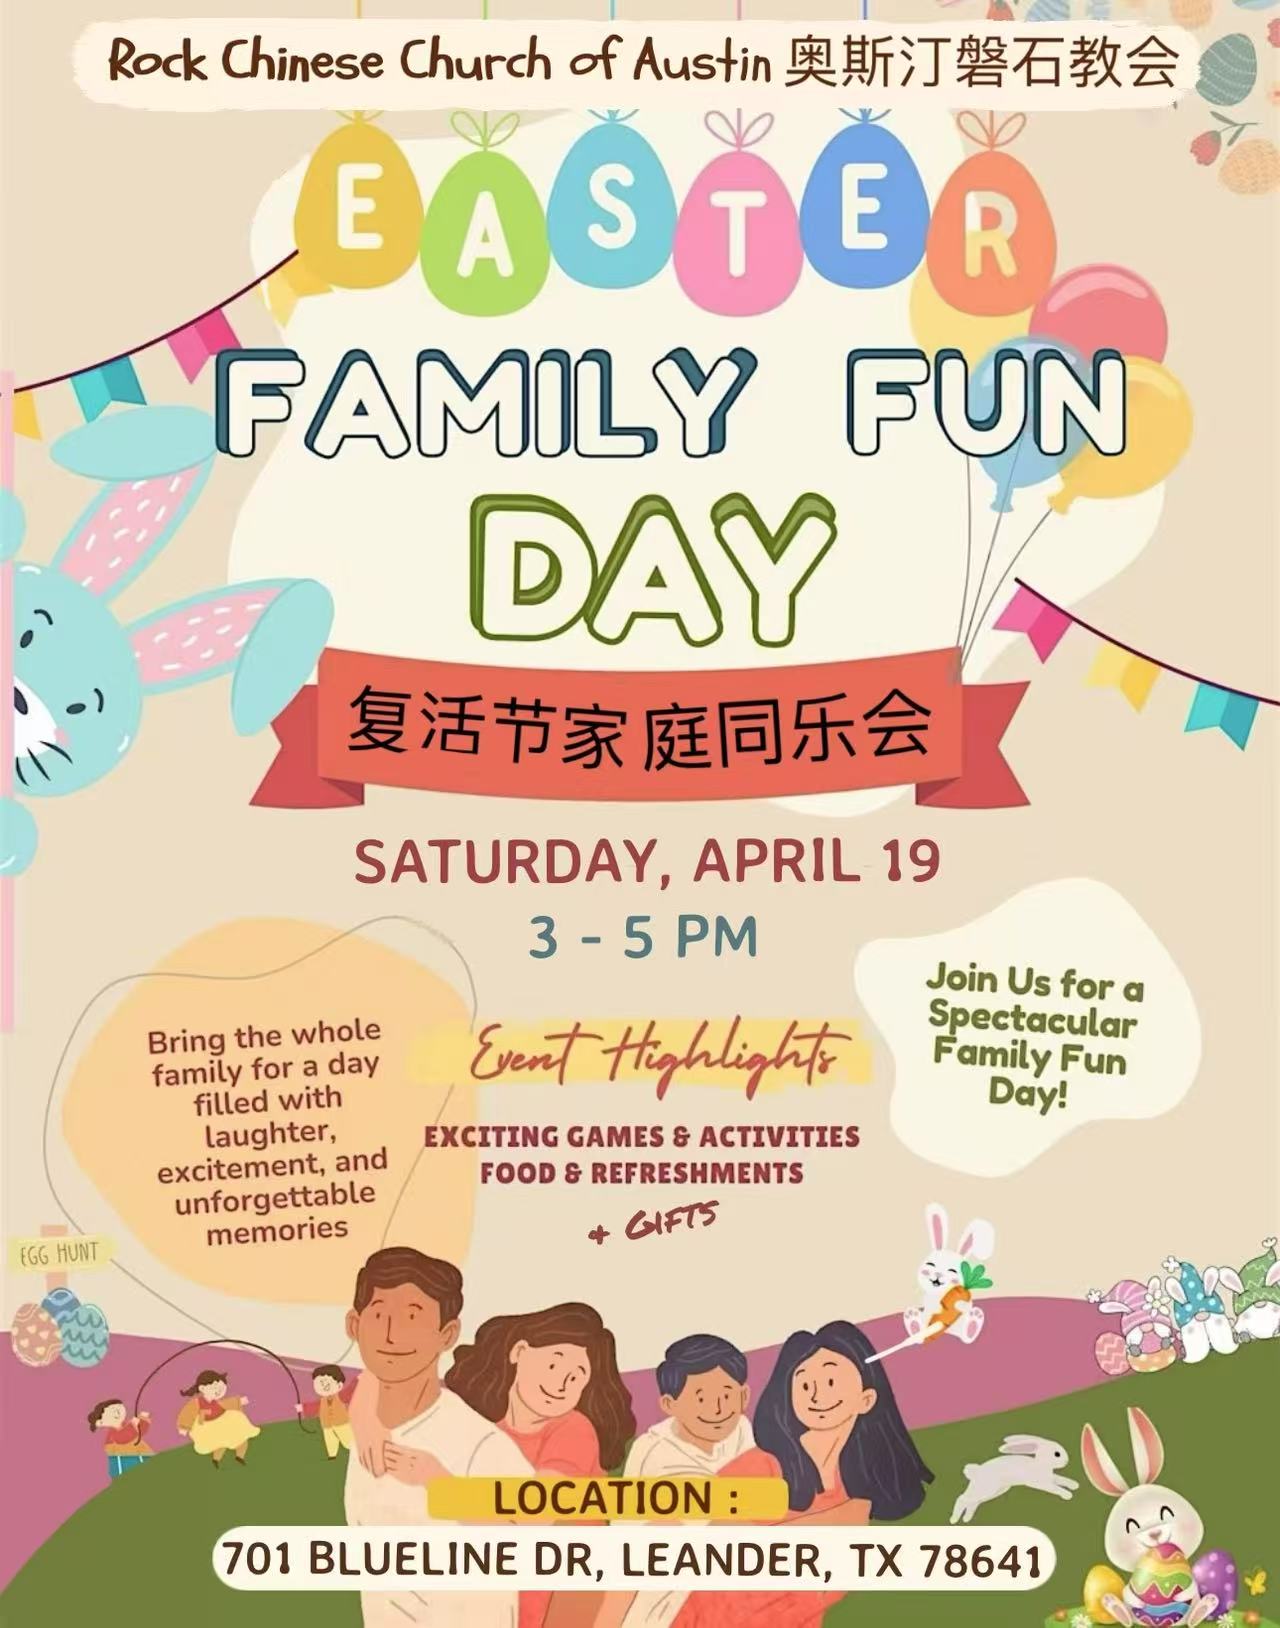 Rock Chinese Church of Austin 奥斯汀磐石教会
EASTER
FAMILY FUN
DAY
复活节家庭同乐会
SATURDAY, APRIL 19
3 - 5 PM
Bring the whole
family for a day
filled with
laughter,
excitement, and
unforgettable
memories
Event Highlights
EXCITING GAMES & ACTIVITIES
FOOD & REFRESHMENTS
+ GIFTS
Join Us for a
Spectacular
Family Fun
Day!
EGG HUNT
LOCATION :
701 BLUELINE DR, LEANDER, TX 78641